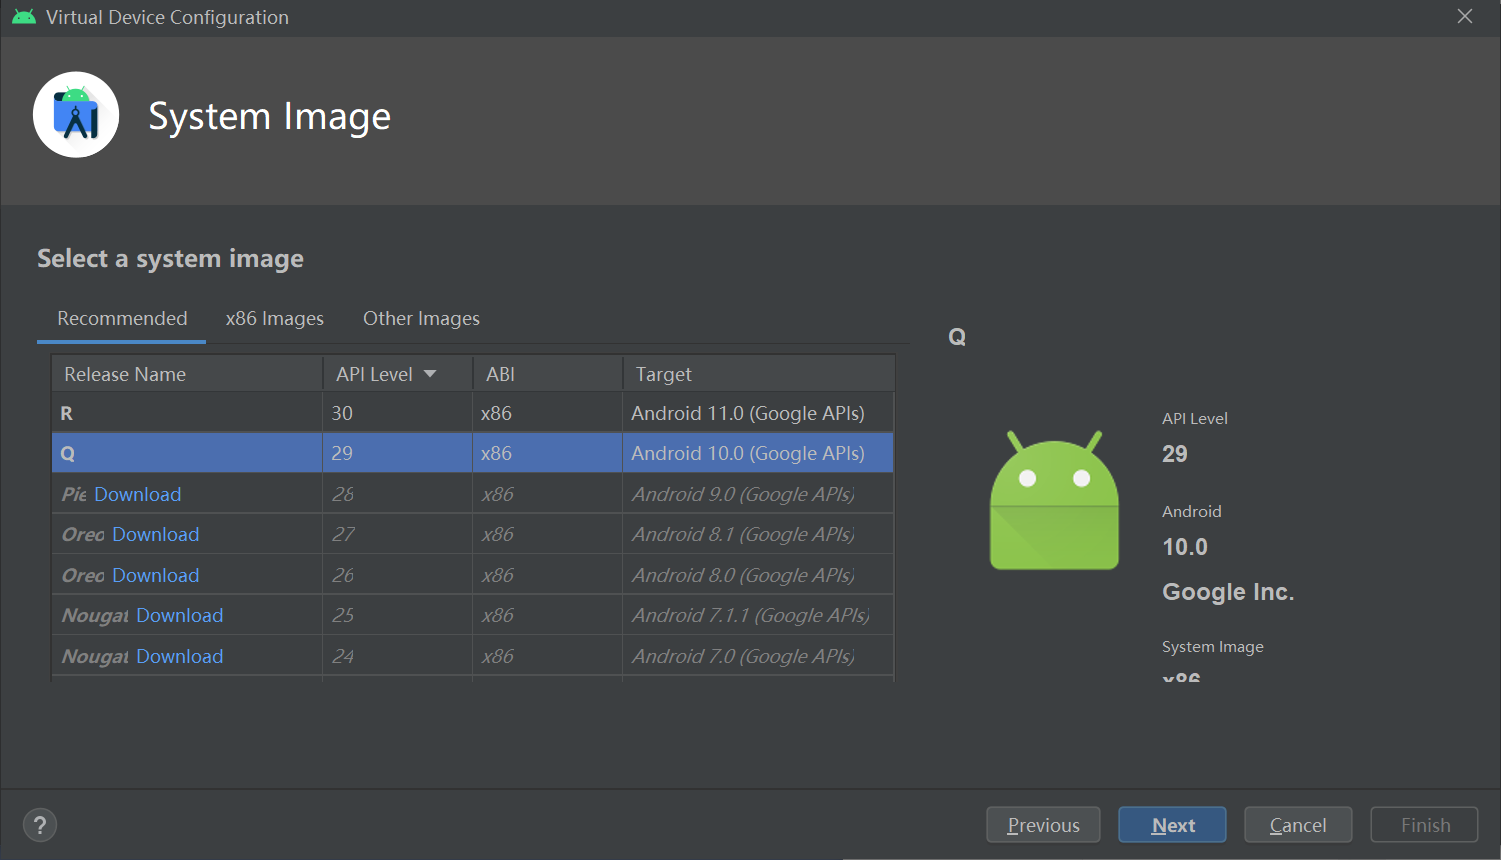 Virtual Device Configuration
System Image
Select a system image
Recommended x86 Images Other Images
Release Name API Level ABI Target
R 30 x86 Android 11.0 (Google APIs)
Q 29 x86 Android 10.0 (Google APIs)
Pie Download 28 x86 Android 9.0 (Google APIs)
Oreo Download 27 x86 Android 8.1 (Google APIs)
Oreo Download 26 x86 Android 8.0 (Google APIs)
Nougat Download 25 x86 Android 7.1.1 (Google APIs)
Nougat Download 24 x86 Android 7.0 (Google APIs)
Q
API Level
29
Android
10.0
Google Inc.
System Image
x86
? Previous Next Cancel Finish